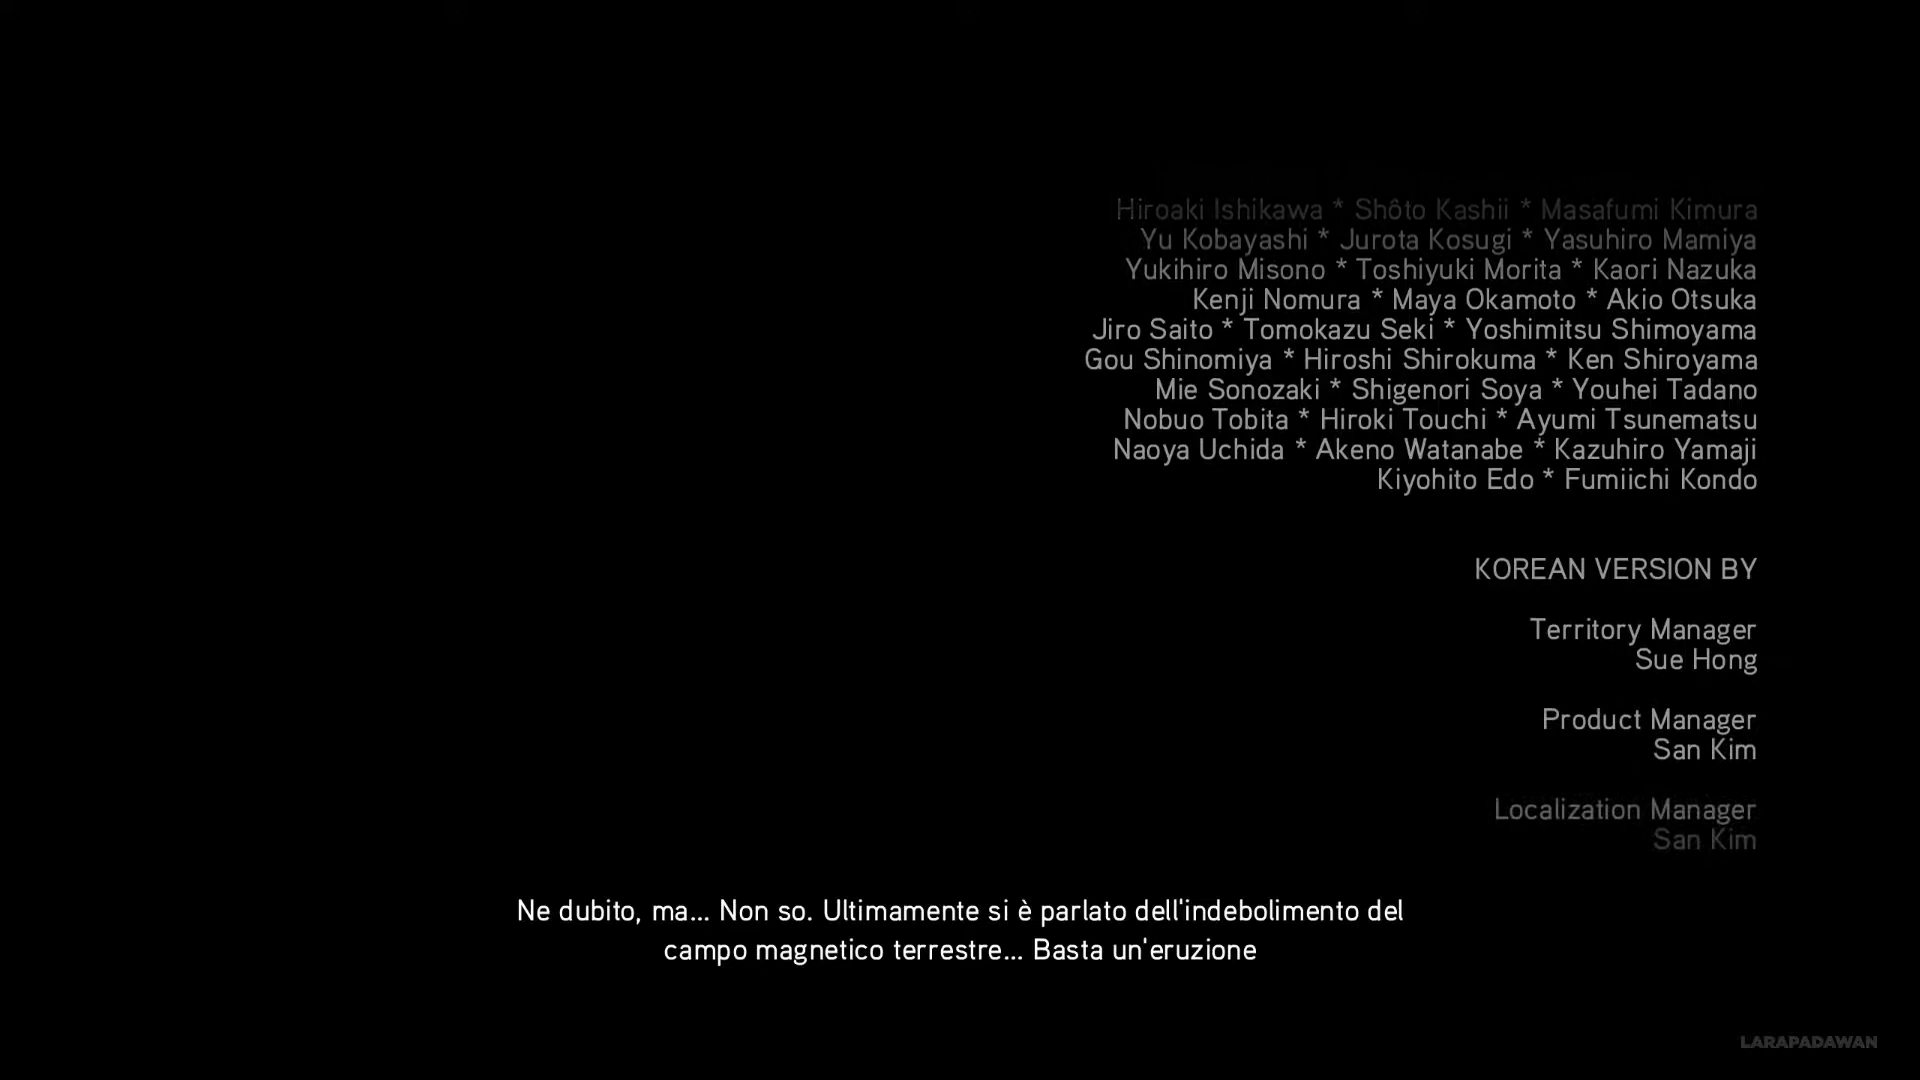 Hiroaki Ishikawa * Shôto Kashii * Masafumi Kimura
Yu Kobayashi * Jurota Kosugi * Yasuhiro Mamiya
Yukihiro Misono * Toshiyuki Morita * Kaori Nazuka
Kenji Nomura * Maya Okamoto * Akio Otsuka
Jiro Saito * Tomokazu Seki * Yoshimitsu Shimoyama
Gou Shinomiya * Hiroshi Shirokuma * Ken Shiroyama
Mie Sonozaki * Shigenori Soya * Youhei Tadano
Nobuo Tobita * Hiroki Touchi * Ayumi Tsunematsu
Naoya Uchida * Akeno Watanabe * Kazuhiro Yamaji
Kiyohito Edo * Fumiichi Kondo
KOREAN VERSION BY
Territory Manager
Sue Hong
Product Manager
San Kim
Localization Manager
San Kim
Ne dubito, ma... Non so. Ultimamente si è parlato dell'indebolimento del
campo magnetico terrestre... Basta un'eruzione
LARAPADAWAN